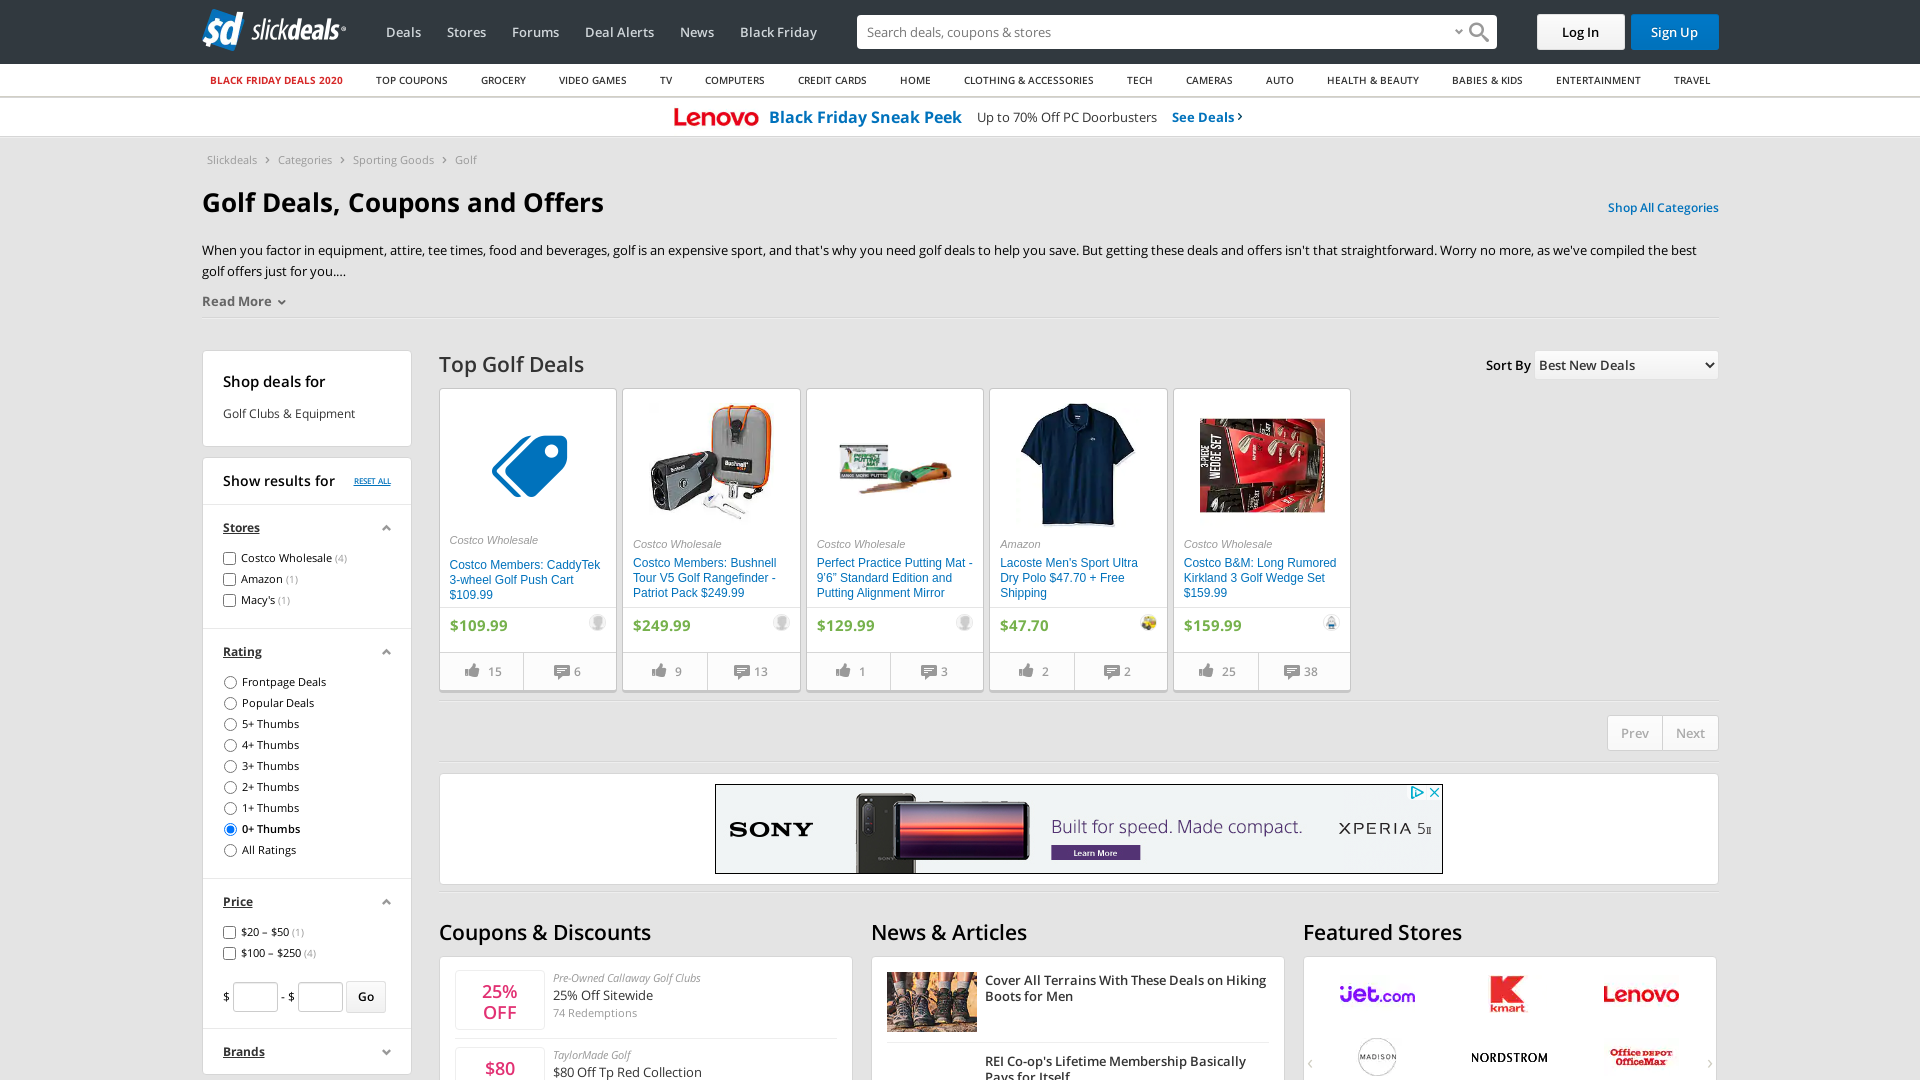 slickdeals
Deals
Stores
Forums
Deal Alerts
News
Black Friday
Search deals, coupons & stores
Log In
Sign Up
BLACK FRIDAY DEALS 2020
TOP COUPONS
GROCERY
VIDEO GAMES
TV
COMPUTERS
CREDIT CARDS
HOME
CLOTHING & ACCESSORIES
TECH
CAMERAS
AUTO
HEALTH & BEAUTY
BABIES & KIDS
ENTERTAINMENT
TRAVEL
Lenovo Black Friday Sneak Peek Up to 70% Off PC Doorbusters See Deals
Slickdeals > Categories > Sporting Goods > Golf
Golf Deals, Coupons and Offers
Shop All Categories
When you factor in equipment, attire, tee times, food and beverages, golf is an expensive sport, and that's why you need golf deals to help you save. But getting these deals and offers isn't that straightforward. Worry no more, as we've compiled the best
golf offers just for you....
Read More
Shop deals for
Golf Clubs & Equipment
Show results for
RESET ALL
Stores
Costco Wholesale (4)
Amazon (1)
Macy's (1)
Rating
Frontpage Deals
Popular Deals
5+ Thumbs
4+ Thumbs
3+ Thumbs
2+ Thumbs
1+ Thumbs
0+ Thumbs
All Ratings
Price
$20 – $50 (1)
$100 – $250 (4)
$ - $ Go
Brands
Top Golf Deals
Sort By Best New Deals
Costco Wholesale
Costco Members: CaddyTek
3-wheel Golf Push Cart
$109.99
$109.99
15
6
Bushnell
Costco Wholesale
Costco Members: Bushnell
Tour V5 Golf Rangefinder -
Patriot Pack $249.99
$249.99
9
13
PERFECT
PUTTING MAT
Costco Wholesale
Perfect Practice Putting Mat -
9'6” Standard Edition and
Putting Alignment Mirror
$129.99
1
3
Amazon
Lacoste Men's Sport Ultra
Dry Polo $47.70 + Free
Shipping
$47.70
2
2
3-PIECE
WEDGE SET
Costco Wholesale
Costco B&M: Long Rumored
Kirkland 3 Golf Wedge Set
$159.99
$159.99
25
38
Prev
Next
SONY
SONY
Built for speed. Made compact.
Learn More
XPERIA 5 II
Coupons & Discounts
25%
OFF
Pre-Owned Callaway Golf Clubs
25% Off Sitewide
74 Redemptions
$80
TaylorMade Golf
$80 Off Tp Red Collection
News & Articles
Cover All Terrains With These Deals on Hiking
Boots for Men
REI Co-op's Lifetime Membership Basically
Pays for Itself
Featured Stores
jet.com
kmart
Lenovo
MADISON
NORDSTROM
Office DEPOT
OfficeMax